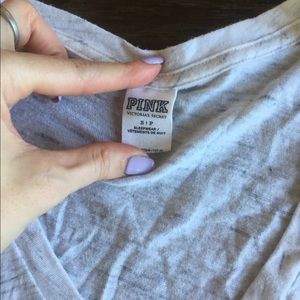 PINK
VICTORIA'S SECRET
S | P
SLEEPWEAR /
VÊTEMENTS DE NUIT